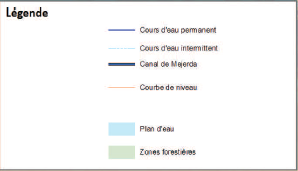 Légende
Cours d'eau permanent
Cours d'eau intermittent
Canal de Mejerda
Courbe de niveau
Plan d'eau
Zones forestières